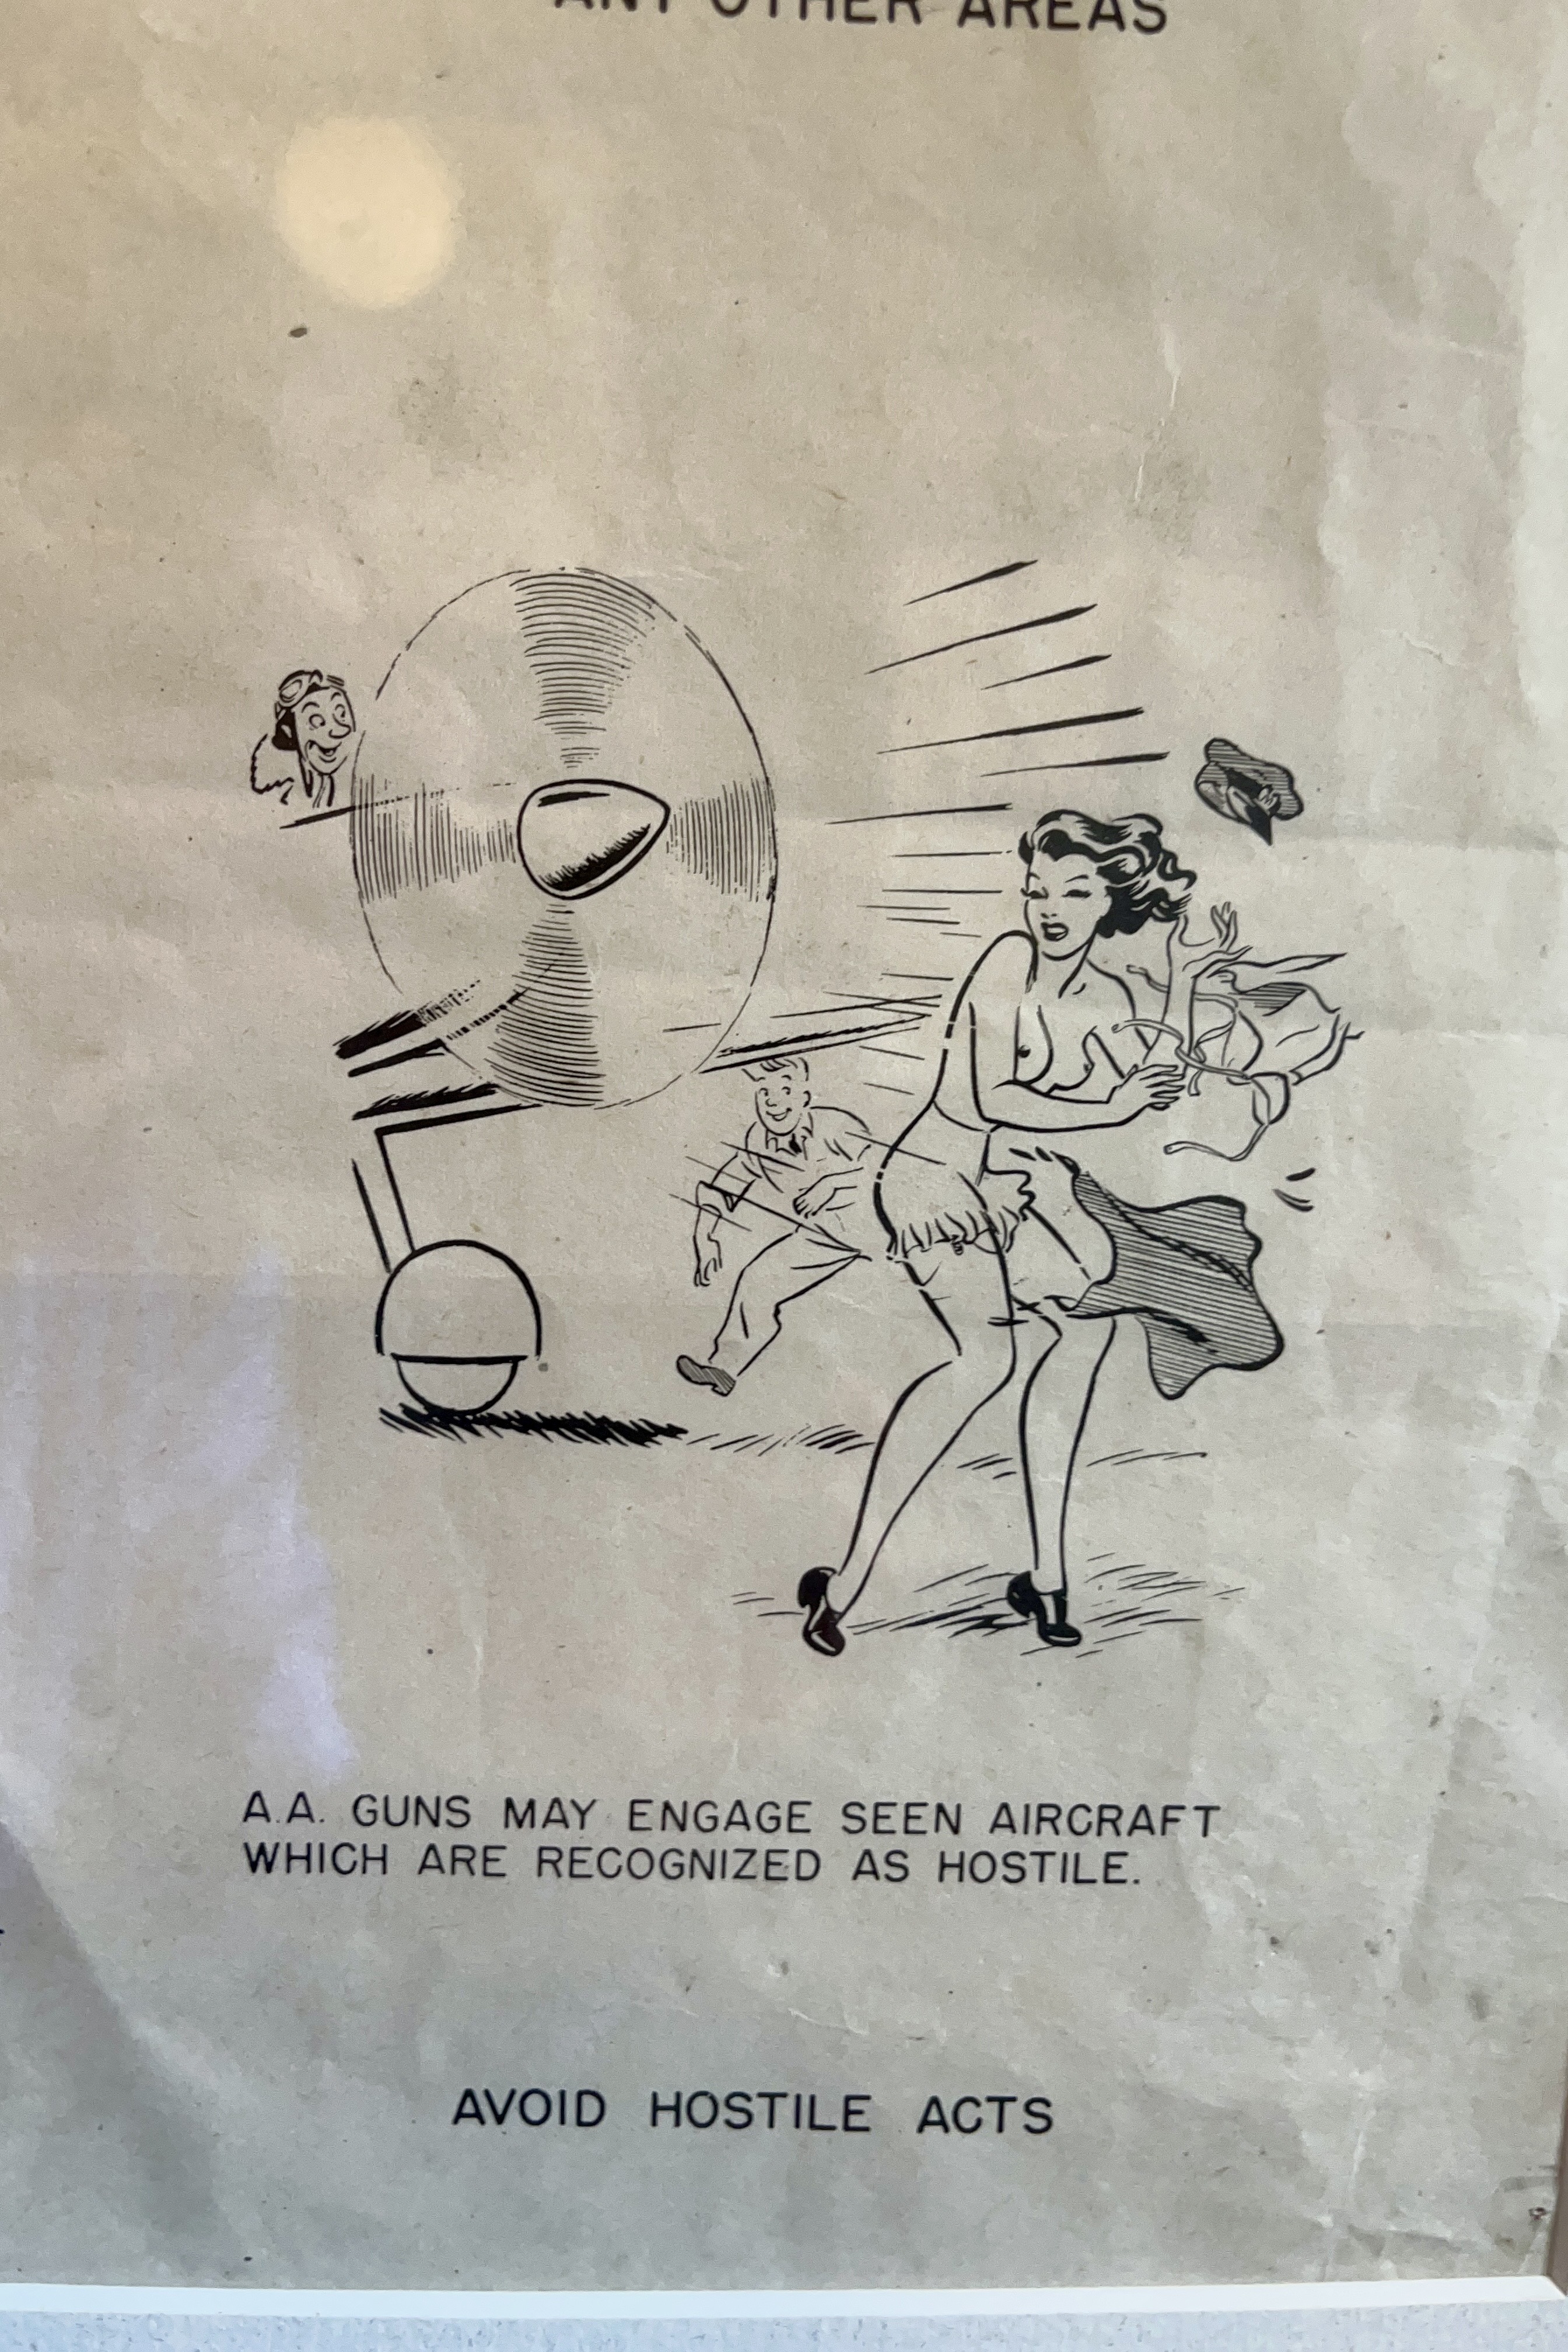 ANY OTHER AREAS
A.A. GUNS MAY ENGAGE SEEN AIRCRAFT
WHICH ARE RECOGNIZED AS HOSTILE.
AVOID HOSTILE ACTS